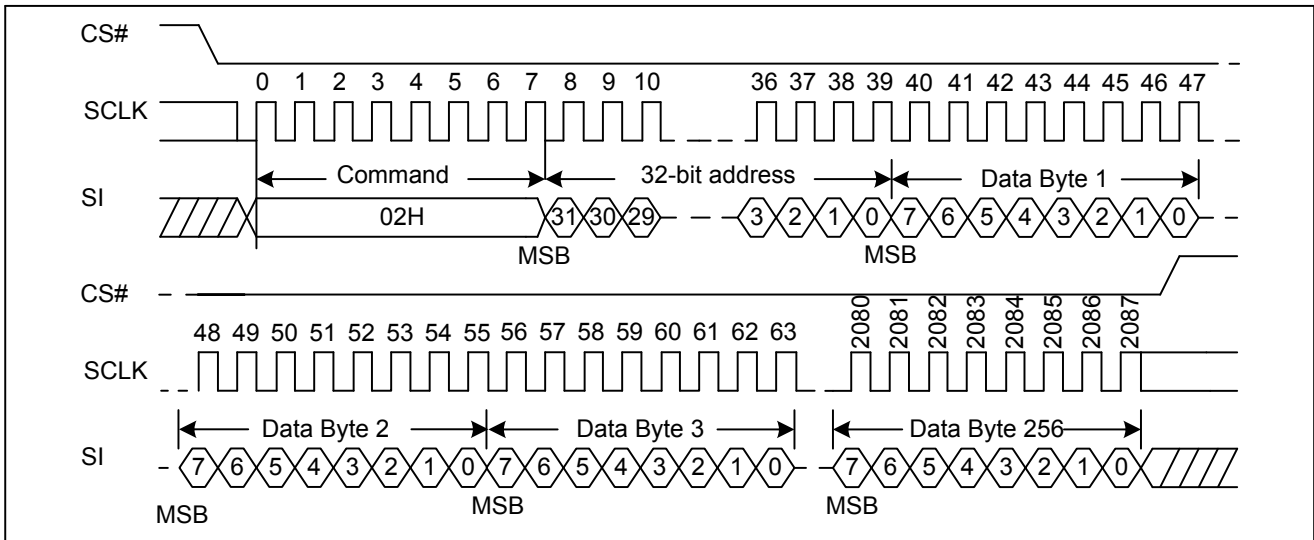 CS#
0 1 2 3 4 5 6 7 8 9 10 36 37 38 39 40 41 42 43 44 45 46 47
SCLK
Command 32-bit address Data Byte 1
SI
02H 31 30 29 3 2 1 0 7 6 5 4 3 2 1 0
MSB MSB
CS#
48 49 50 51 52 53 54 55 56 57 58 59 60 61 62 63 2080 2081 2082 2083 2084 2085 2086 2087
SCLK
Data Byte 2 Data Byte 3 Data Byte 256
SI
7 6 5 4 3 2 1 0 7 6 5 4 3 2 1 0 7 6 5 4 3 2 1 0
MSB MSB MSB